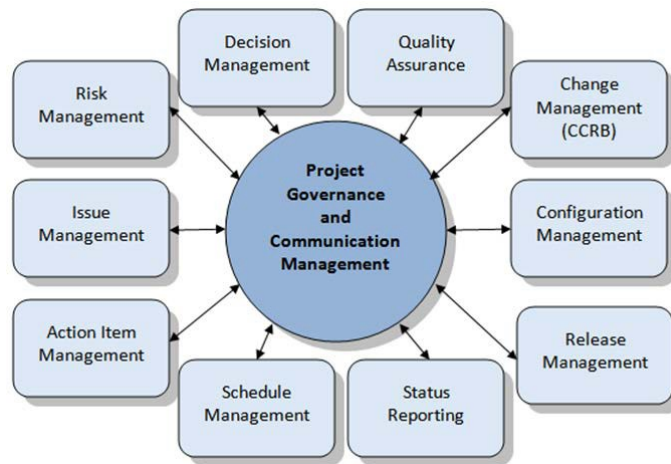 Decision
Management
Quality
Assurance
Risk
Management
Change
Management
(CCRB)
Project
Governance
and
Communication
Management
Issue
Management
Configuration
Management
Action Item
Management
Release
Management
Schedule
Management
Status
Reporting